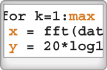 for k=1:max
x = fft(dat
y = 20*log1